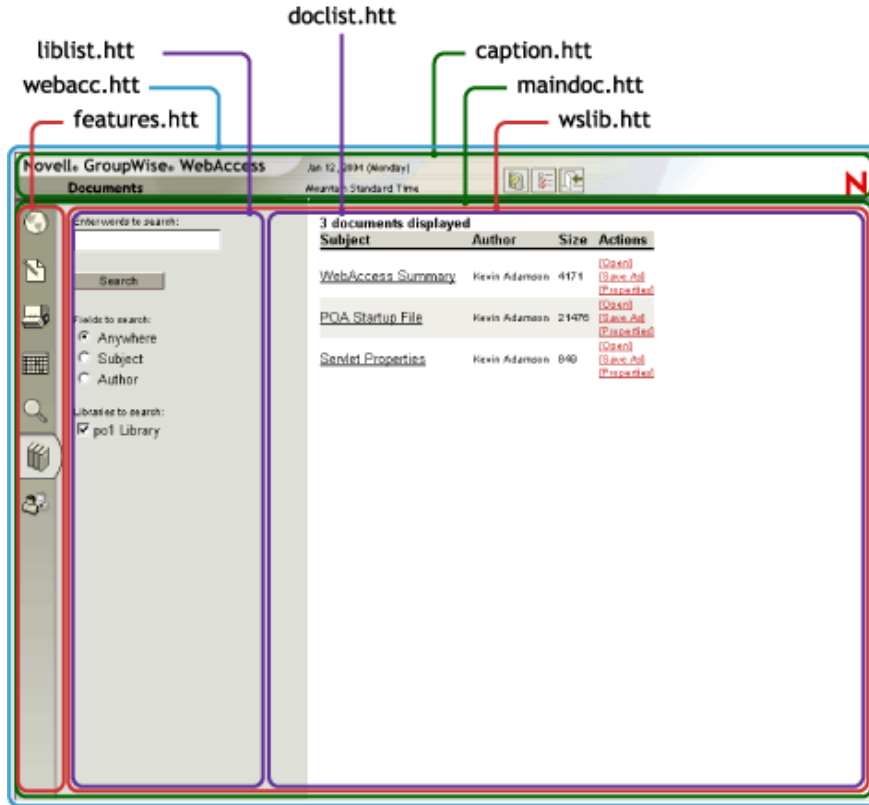 doclist.htt
liblist.htt
caption.htt
webacc.htt
maindoc.htt
features.htt
wslib.htt
Novell® GroupWise® WebAccess
Jan 12, 2004 (Monday)
Documents
Mountain Standard Time
N
Enter words to search:
Search
Fields to search:
Anywhere
Subject
Author
Libraries to search:
po1 Library
3 documents displayed
Subject Author Size Actions
WebAccess Summary Kevin Adamson 4171 [Open]
[Save As]
[Properties]
POA Startup File Kevin Adamson 21476 [Open]
[Save As]
[Properties]
Servlet Properties Kevin Adamson 848 [Open]
[Save As]
[Properties]